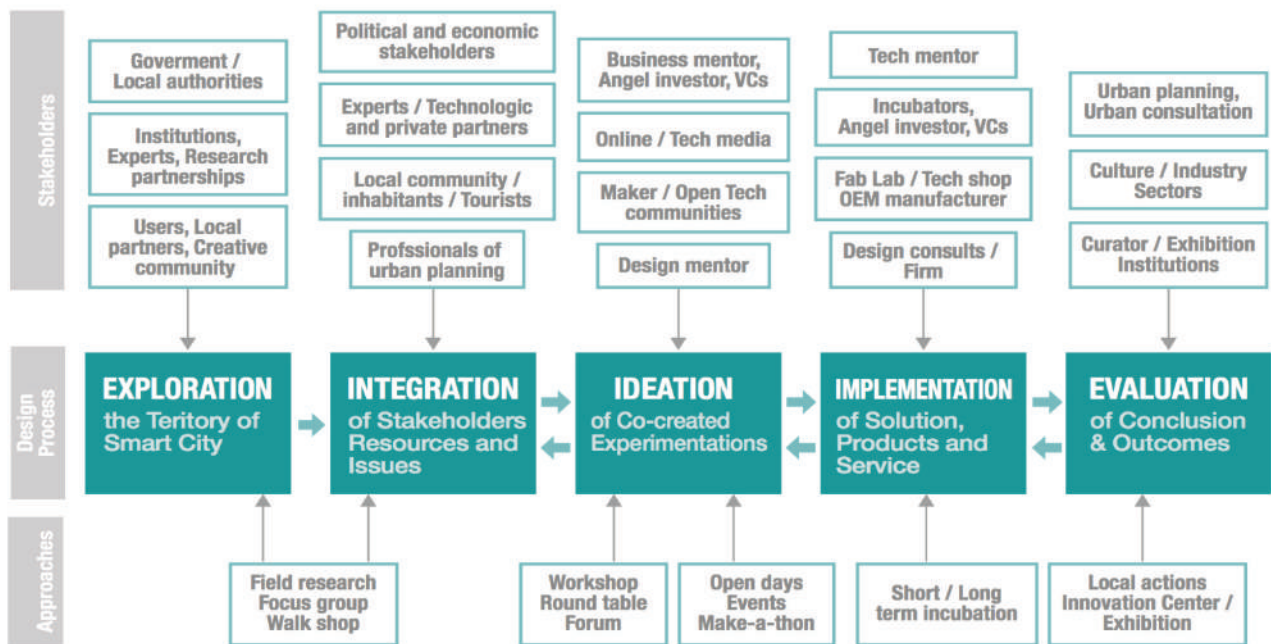 Stakeholders
Goverment /
Local authorities
Institutions,
Experts, Research
partnerships
Users, Local
partners, Creative
community
Political and economic
stakeholders
Experts / Technologic
and private partners
Local community /
inhabitants / Tourists
Profssionals of
urban planning
Business mentor,
Angel investor, VCs
Online / Tech media
Maker / Open Tech
communities
Design mentor
Tech mentor
Incubators,
Angel investor, VCs
Fab Lab / Tech shop
OEM manufacturer
Design consults /
Firm
Urban planning,
Urban consultation
Culture / Industry
Sectors
Curator / Exhibition
Institutions
Design
Process
EXPLORATION
the Teritory of
Smart City
INTEGRATION
of Stakeholders
Resources and
Issues
IDEATION
of Co-created
Experimentations
IMPLEMENTATION
of Solution,
Products and
Service
EVALUATION
of Conclusion
& Outcomes
Approaches
Field research
Focus group
Walk shop
Workshop
Round table
Forum
Open days
Events
Make-a-thon
Short / Long
term incubation
Local actions
Innovation Center /
Exhibition